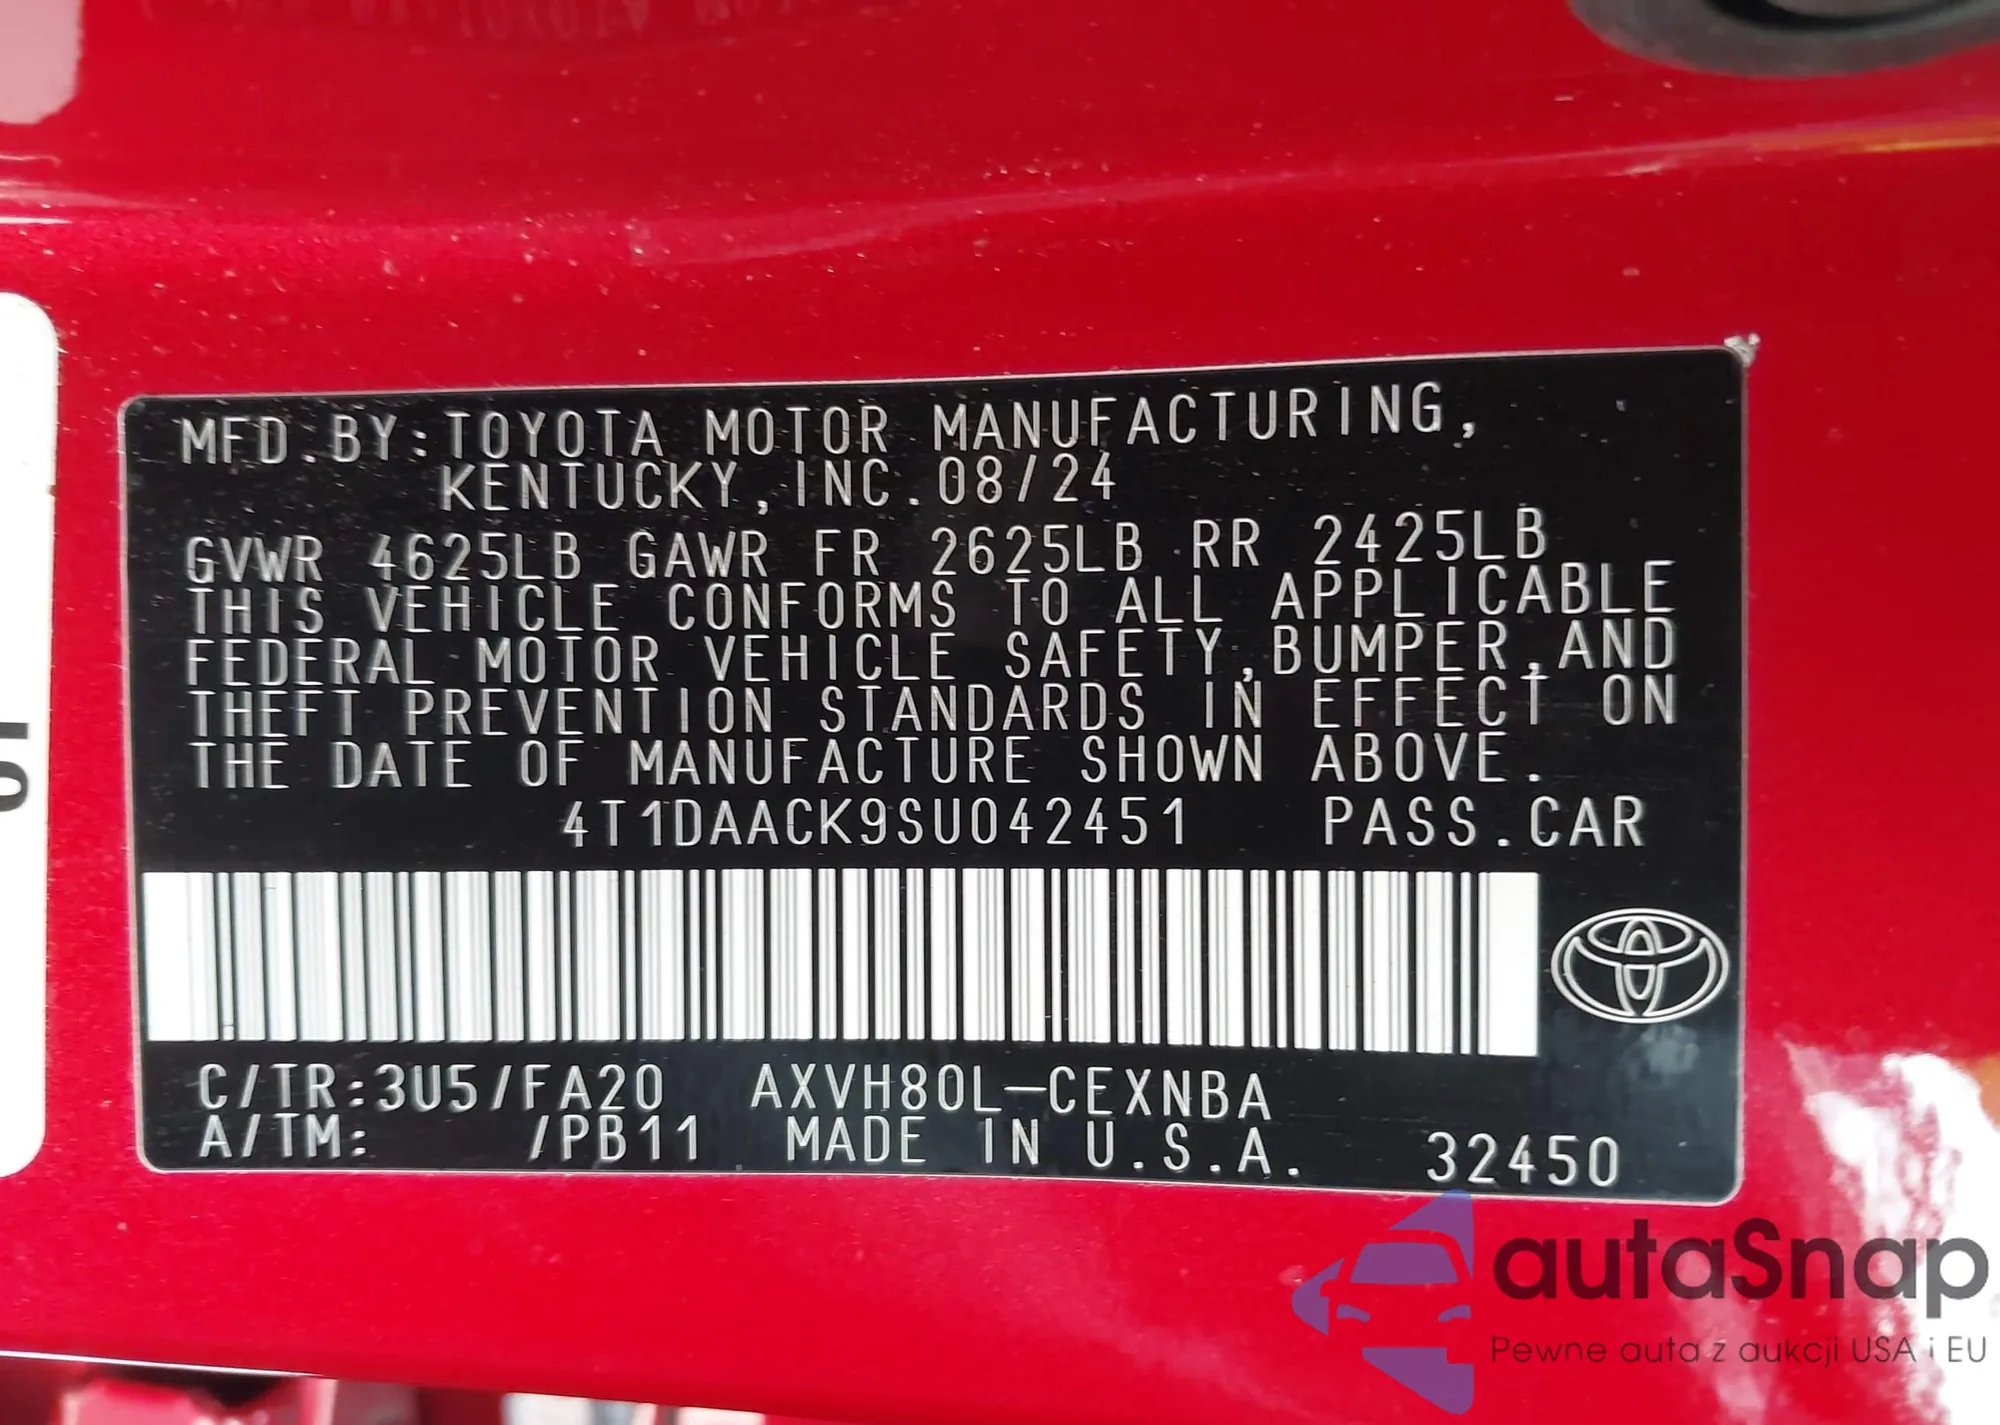 MFD.BY:TOYOTA MOTOR MANUFACTURING,
KENTUCKY,INC.08/24
GVWR 4625LB GAWR FR 2625LB RR 2425LB
THIS VEHICLE CONFORMS TO ALL APPLICABLE
FEDERAL MOTOR VEHICLE SAFETY,BUMPER,AND
THEFT PREVENTION STANDARDS IN EFFECT ON
THE DATE OF MANUFACTURE SHOWN ABOVE.
4T1DAACK9SU042451 PASS.CAR
C/TR:3U5/FA20 AXVH80L-CEXNBA
A/TM: /PB11 MADE IN U.S.A. 32450
autaSnap
Pewne auta z aukcji USA i EU